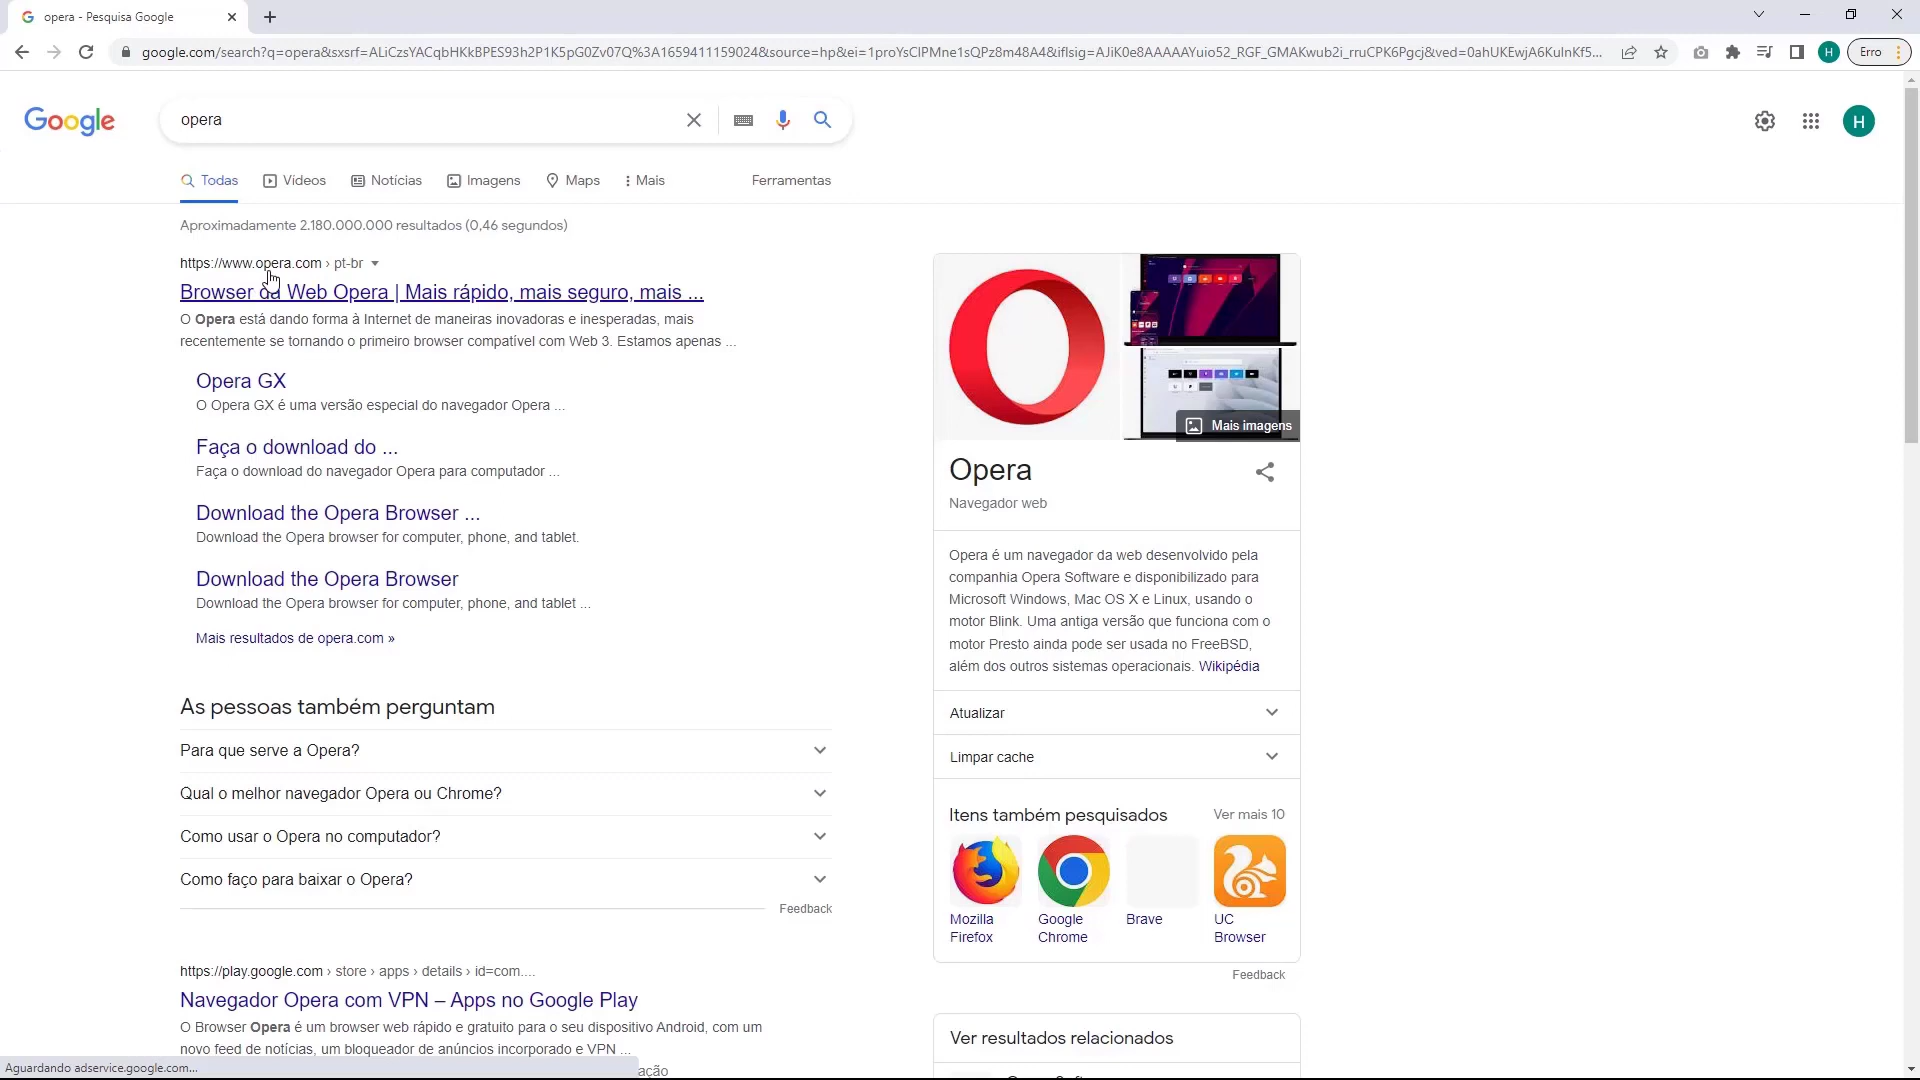 opera - Pesquisa Google
google.com/search?q=opera&sxsrf=ALiCzsYACqbHKkBPES93h2P1K5pG0Zv07Q%3A1659411159024&source=hp&ei=1proYsClPMne1sQPz8m48A4&iflsig=AJiK0e8AAAAAYuio52_RGF_GMAKwub2i_rruCPK6Pgcj&ved=0ahUKEwjA6KulnKf5...
H
Erro
Google
opera
H
Todas
Vídeos
Notícias
Imagens
Maps
Mais
Ferramentas
Aproximadamente 2.180.000.000 resultados (0,46 segundos)
https://www.opera.com › pt-br
Browser da Web Opera | Mais rápido, mais seguro, mais ...
O Opera está dando forma à Internet de maneiras inovadoras e inesperadas, mais
recentemente se tornando o primeiro browser compatível com Web 3. Estamos apenas ...
Opera GX
O Opera GX é uma versão especial do navegador Opera ...
Faça o download do ...
Faça o download do navegador Opera para computador ...
Download the Opera Browser ...
Download the Opera browser for computer, phone, and tablet.
Download the Opera Browser
Download the Opera browser for computer, phone, and tablet ...
Mais resultados de opera.com »
As pessoas também perguntam
Para que serve a Opera?
Qual o melhor navegador Opera ou Chrome?
Como usar o Opera no computador?
Como faço para baixar o Opera?
Feedback
https://play.google.com › store › apps › details › id=com....
Navegador Opera com VPN – Apps no Google Play
O Browser Opera é um browser web rápido e gratuito para o seu dispositivo Android, com um
novo feed de notícias, um bloqueador de anúncios incorporado e VPN ...
Aguardando adservice.google.com...
Mais imagens
Opera
Navegador web
Opera é um navegador da web desenvolvido pela
companhia Opera Software e disponibilizado para
Microsoft Windows, Mac OS X e Linux, usando o
motor Blink. Uma antiga versão que funciona com o
motor Presto ainda pode ser usada no FreeBSD,
além dos outros sistemas operacionais. Wikipédia
Atualizar
Limpar cache
Itens também pesquisados
Ver mais 10
Mozilla
Firefox
Google
Chrome
Brave
UC
Browser
Feedback
Ver resultados relacionados